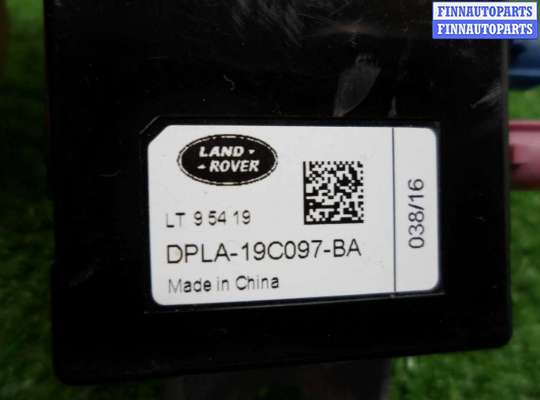 FINNAUTOPARTS
FINNAUTOPARTS
LAND
ROVER
LT 9 54 19
DPLA-19C097-BA
Made in China
038/16